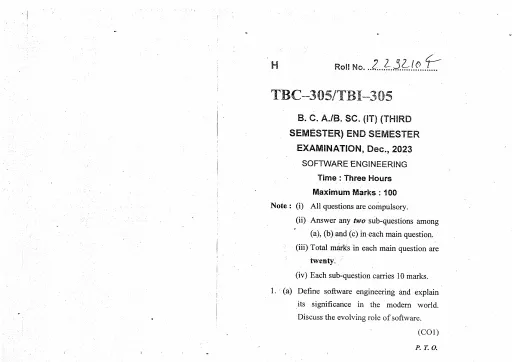 H
Roll No. 2232104
TBC–305/TBI–305
B. C. A./B. SC. (IT) (THIRD
SEMESTER) END SEMESTER
EXAMINATION, Dec., 2023
SOFTWARE ENGINEERING
Time : Three Hours
Maximum Marks : 100
Note : (i) All questions are compulsory.
(ii) Answer any two sub-questions among
(a), (b) and (c) in each main question.
(iii) Total marks in each main question are
twenty.
(iv) Each sub-question carries 10 marks.
1. (a) Define software engineering and explain
its significance in the modern world.
Discuss the evolving role of software.
(CO1)
P. T. O.